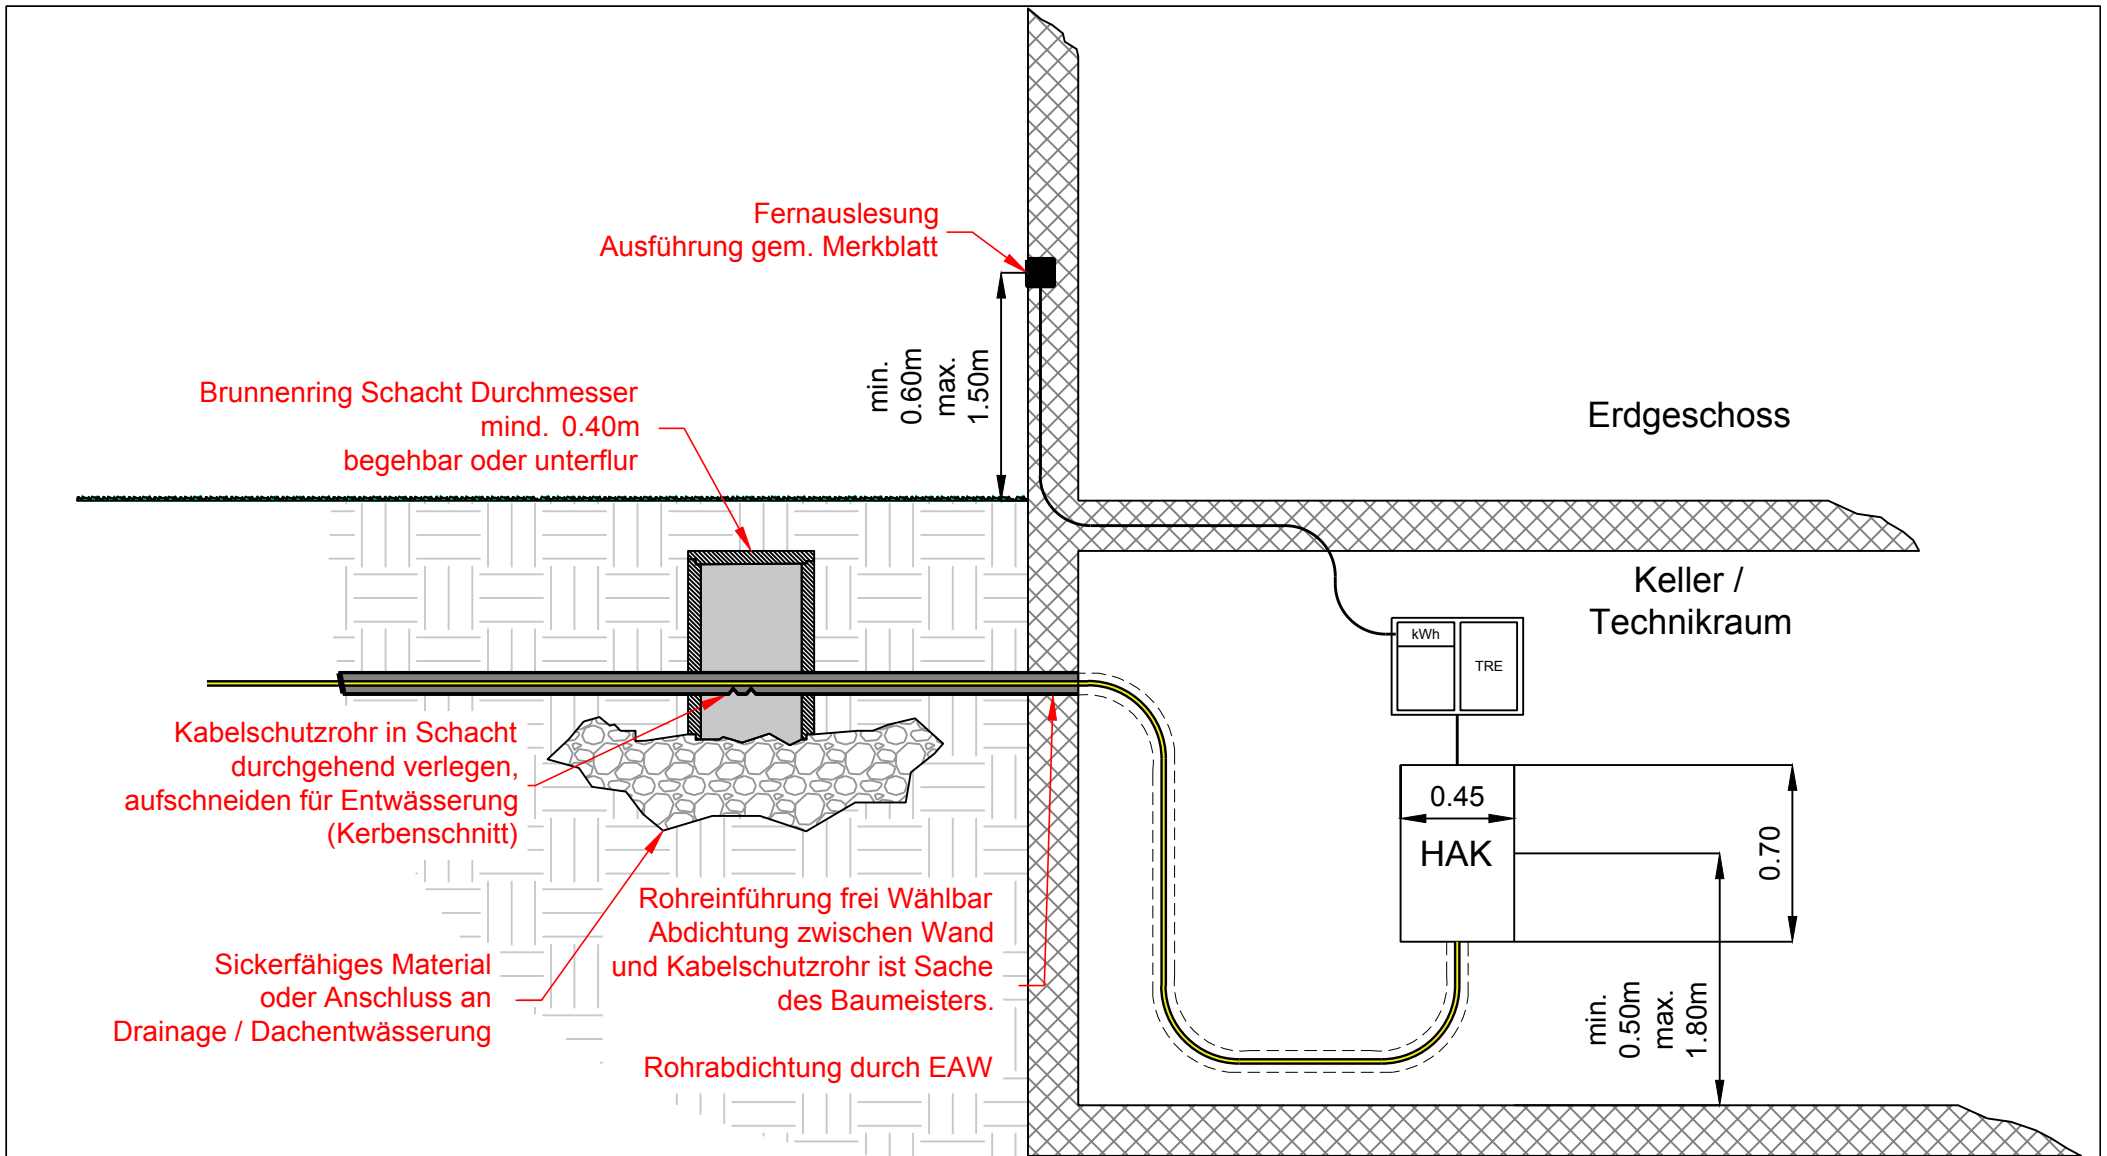 Fernauslesung
Ausführung gem. Merkblatt
min.
0.60m
max.
1.50m
Brunnenring Schacht Durchmesser
mind. 0.40m
begehbar oder unterflur
Erdgeschoss
Keller /
Technikraum
kWh
TRE
Kabelschutzrohr in Schacht
durchgehend verlegen,
aufschneiden für Entwässerung
(Kerbenschnitt)
0.45
HAK
0.70
Rohreinführung frei Wählbar
Abdichtung zwischen Wand
und Kabelschutzrohr ist Sache
des Baumeisters.
Sickerfähiges Material
oder Anschluss an
Drainage / Dachentwässerung
min.
0.50m
max.
1.80m
Rohrabdichtung durch EAW